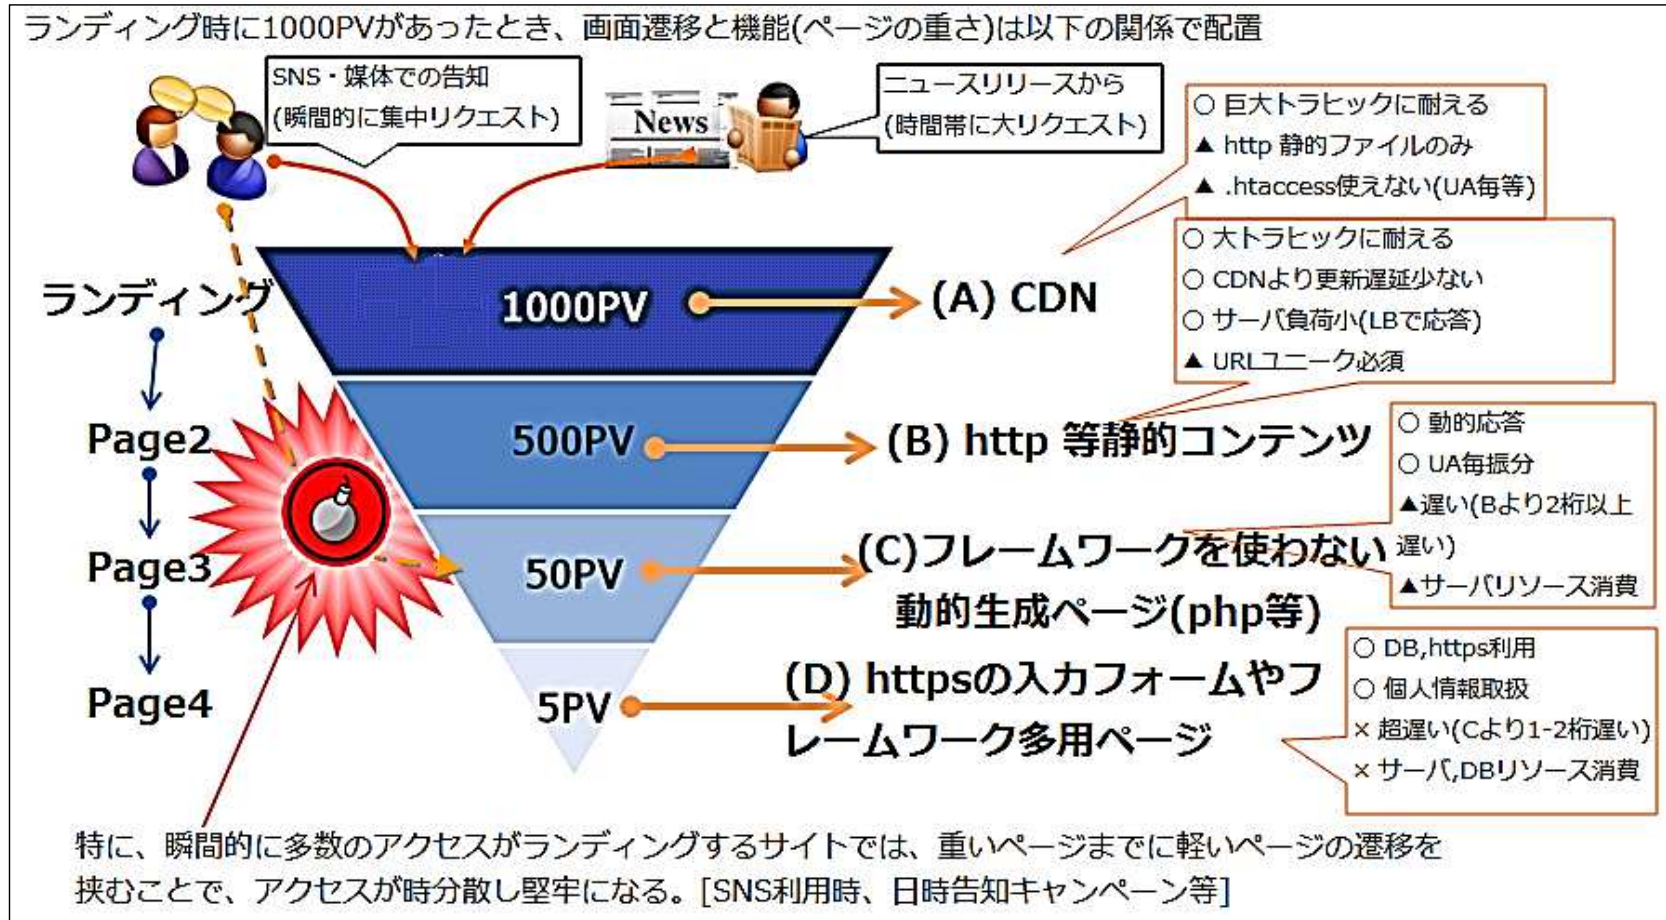 ランディング時に1000PVがあったとき、画面遷移と機能(ページの重さ)は以下の関係で配置
SNS・媒体での告知
(瞬間的に集中リクエスト)
News
ニュースリリースから
(時間帯に大リクエスト)
○ 巨大トラヒックに耐える
▲ http 静的ファイルのみ
▲ .htaccess使えない(UA毎等)
ランディング
1000PV
(A) CDN
○ 大トラヒックに耐える
○ CDNより更新遅延少ない
○ サーバ負荷小(LBで応答)
▲ URLユニーク必須
Page2
500PV
(B) http 等静的コンテンツ
○ 動的応答
○ UA毎振分
▲遅い(Bより2桁以上
遅い)
▲サーバリソース消費
Page3
50PV
(C)フレームワークを使わない
動的生成ページ(php等)
Page4
5PV
(D) httpsの入力フォームやフ
レームワーク多用ページ
○ DB,https利用
○ 個人情報取扱
× 超遅い(Cより1-2桁遅い)
× サーバ,DBリソース消費
特に、瞬間的に多数のアクセスがランディングするサイトでは、重いページまでに軽いページの遷移を
挟むことで、アクセスが時分散し堅牢になる。[SNS利用時、日時告知キャンペーン等]